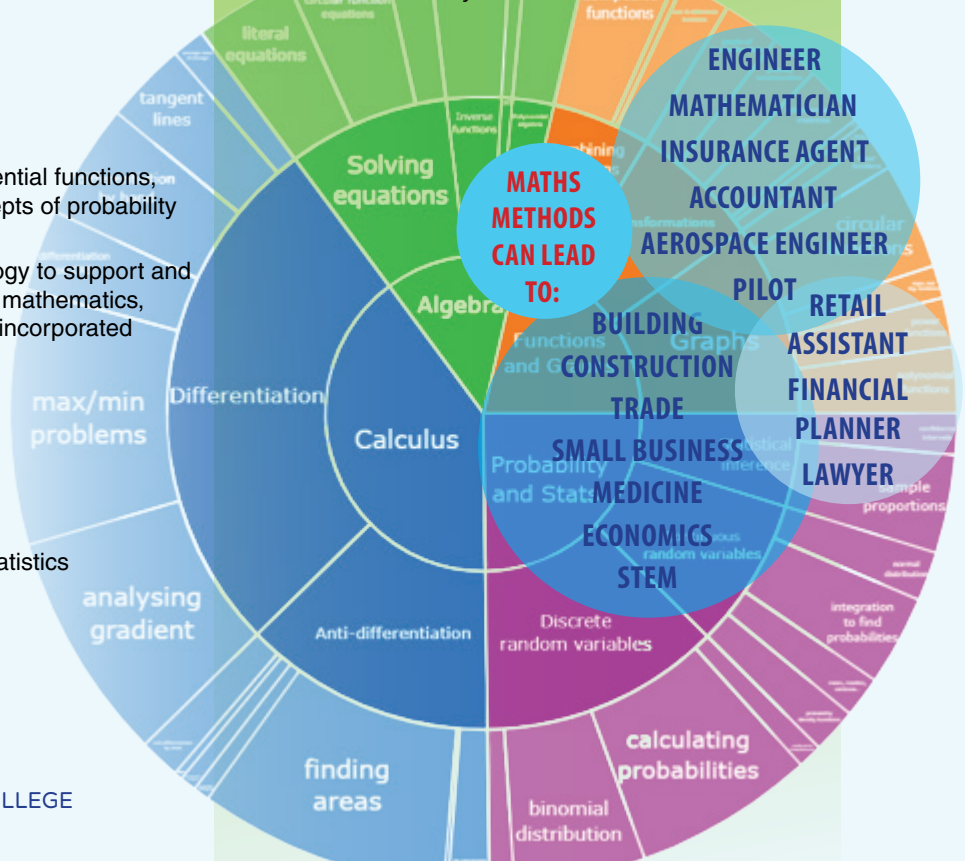 functions
literal
equations
equations
tangent
lines
Inverse
functions
Solving
equations
ential functions,
epts of probability
ogy to support and
mathematics,
incorporated
MATHS
METHODS
CAN LEAD
TO:
ENGINEER
MATHEMATICIAN
INSURANCE AGENT
ACCOUNTANT
AEROSPACE ENGINEER
PILOT
circular
Algebra
Functions
and G
Graphs
BUILDING
CONSTRUCTION
TRADE
SMALL BUSINESS
MEDICINE
ECONOMICS
STEM
RETAIL
ASSISTANT
FINANCIAL
PLANNER
LAWYER
max/min
problems
Differentiation
Calculus
Probability
and Stats
inference
random variables
sample
proportions
atistics
analysing
gradient
Anti-differentiation
Discrete
random variables
integration
to find
probabilities
finding
areas
calculating
probabilities
binomial
distribution
LLEGE